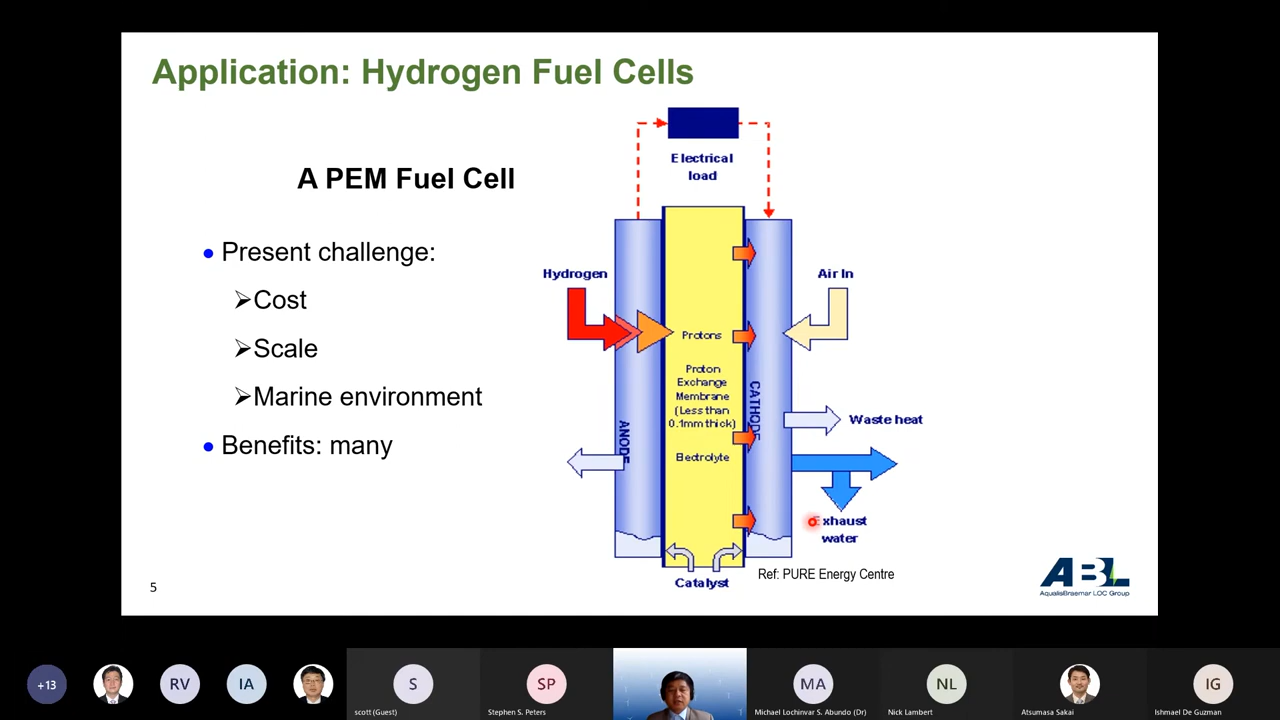 Application: Hydrogen Fuel Cells
A PEM Fuel Cell
Present challenge:
Cost
Scale
Marine environment
Benefits: many
Electrical
load
Hydrogen
Air In
Protons
Proton
Exchange
Membrane
(Less than
0.1mm thick)
Electrolyte
ANODE
CATHODE
Waste heat
Exhaust
water
Catalyst
Ref: PURE Energy Centre
5
ABL
AqualisBraemar LOC Group
+13
RV
IA
S
scott (Guest)
SP
Stephen S. Peters
MA
Michael Lochinvar S. Abundo (Dr)
NL
Nick Lambert
Atsumasa Sakai
IG
Ishmael De Guzman